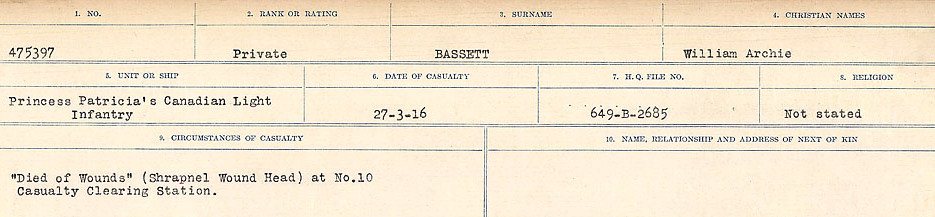 1. NO. 2. RANK OR RATING 3. SURNAME 4. CHRISTIAN NAMES
475397 Private BASSETT William Archie
5. UNIT OR SHIP 6. DATE OF CASUALTY 7. H.Q. FILE NO. 8. RELIGION
Princess Patricia's Canadian Light
Infantry 27-3-16 649-B-2685 Not stated
9. CIRCUMSTANCES OF CASUALTY 10. NAME, RELATIONSHIP AND ADDRESS OF NEXT OF KIN
"Died of Wounds" (Shrapnel Wound Head) at No.10
Casualty Clearing Station.